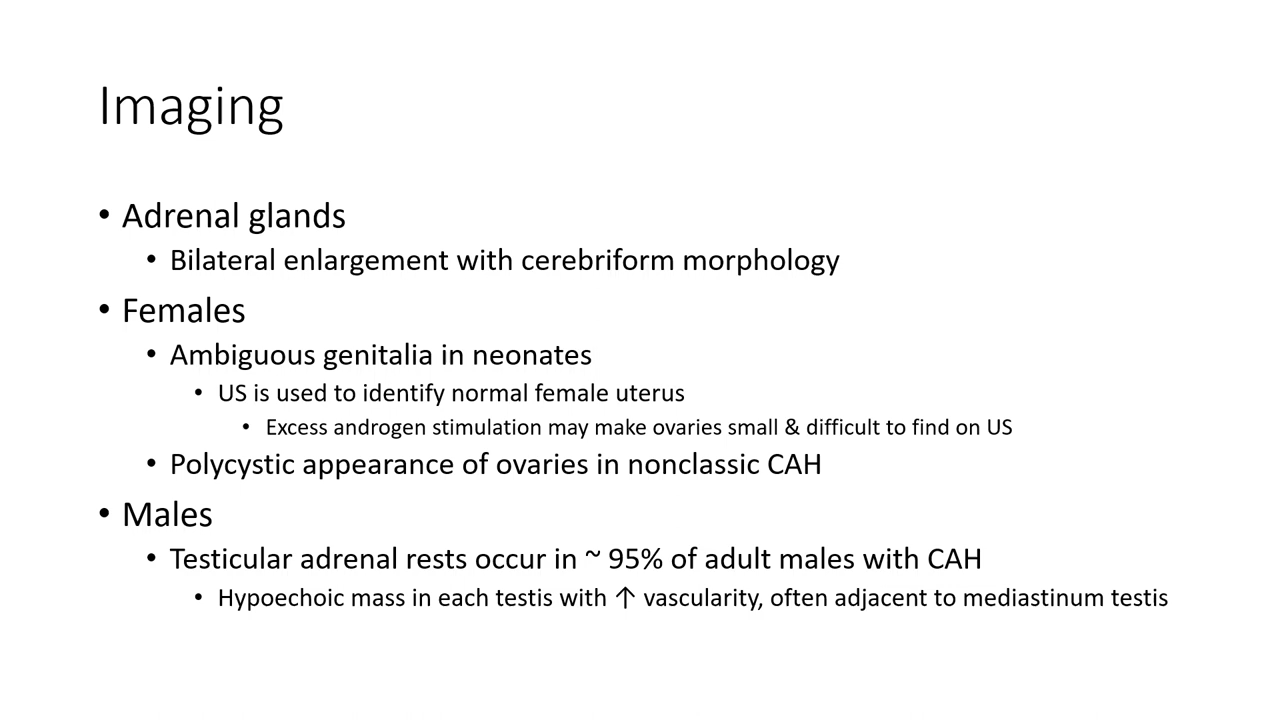 Imaging
• Adrenal glands
• Bilateral enlargement with cerebriform morphology
• Females
• Ambiguous genitalia in neonates
• US is used to identify normal female uterus
• Excess androgen stimulation may make ovaries small & difficult to find on US
• Polycystic appearance of ovaries in nonclassic CAH
• Males
• Testicular adrenal rests occur in ~ 95% of adult males with CAH
• Hypoechoic mass in each testis with ↑ vascularity, often adjacent to mediastinum testis